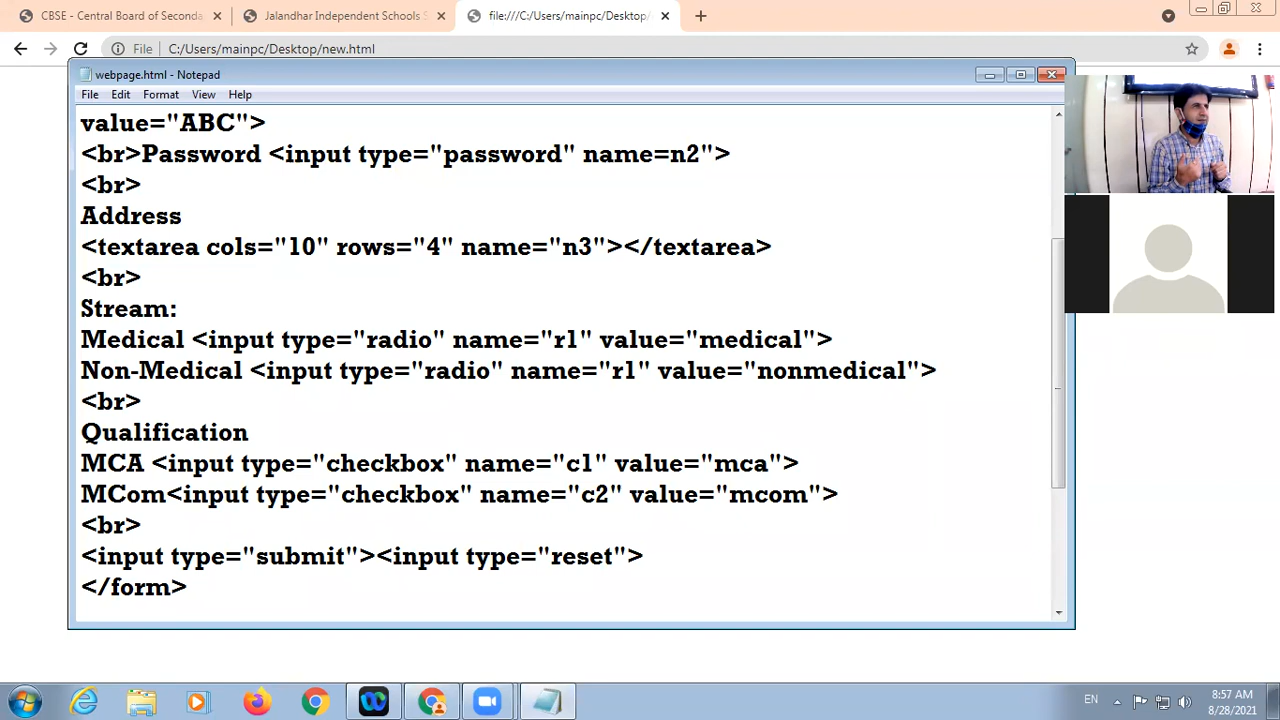 CBSE - Central Board of Seconda
Jalandhar Independent Schools S
file:///C:/Users/mainpc/Desktop/
File
C:/Users/mainpc/Desktop/new.html
webpage.html - Notepad
File Edit Format View Help
value="ABC">
<br>Password <input type="password" name=n2">
<br>
Address
<textarea cols="10" rows="4" name="n3"></textarea>
<br>
Stream:
Medical <input type="radio" name="r1" value="medical">
Non-Medical <input type="radio" name="r1" value="nonmedical">
<br>
Qualification
MCA <input type="checkbox" name="c1" value="mca">
MCom<input type="checkbox" name="c2" value="mcom">
<br>
<input type="submit"><input type="reset">
</form>
EN
8:57 AM
8/28/2021